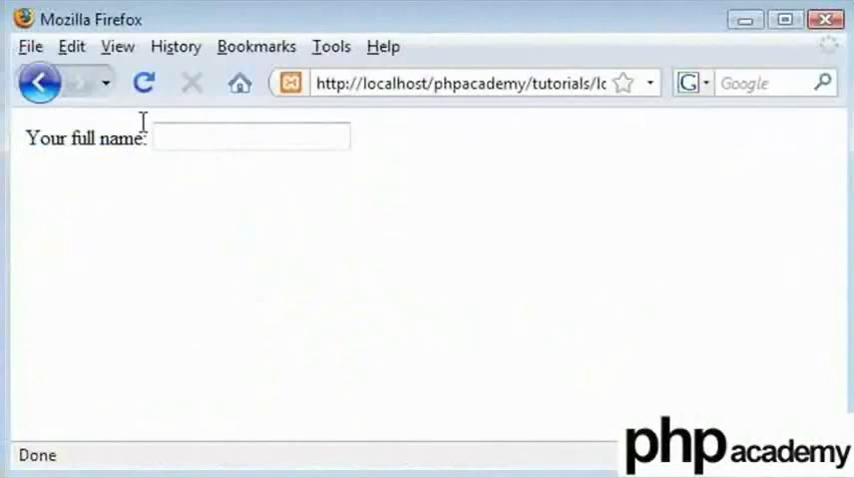 Mozilla Firefox
File Edit View History Bookmarks Tools Help
http://localhost/phpacademy/tutorials/lo
Google
Your full name:
Done
php academy